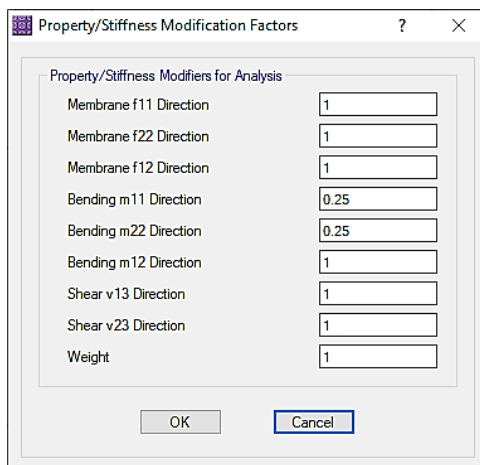 Property/Stiffness Modification Factors ?
Property/Stiffness Modifiers for Analysis
Membrane f11 Direction 1
Membrane f22 Direction 1
Membrane f12 Direction 1
Bending m11 Direction 0.25
Bending m22 Direction 0.25
Bending m12 Direction 1
Shear v13 Direction 1
Shear v23 Direction 1
Weight 1
OK Cancel